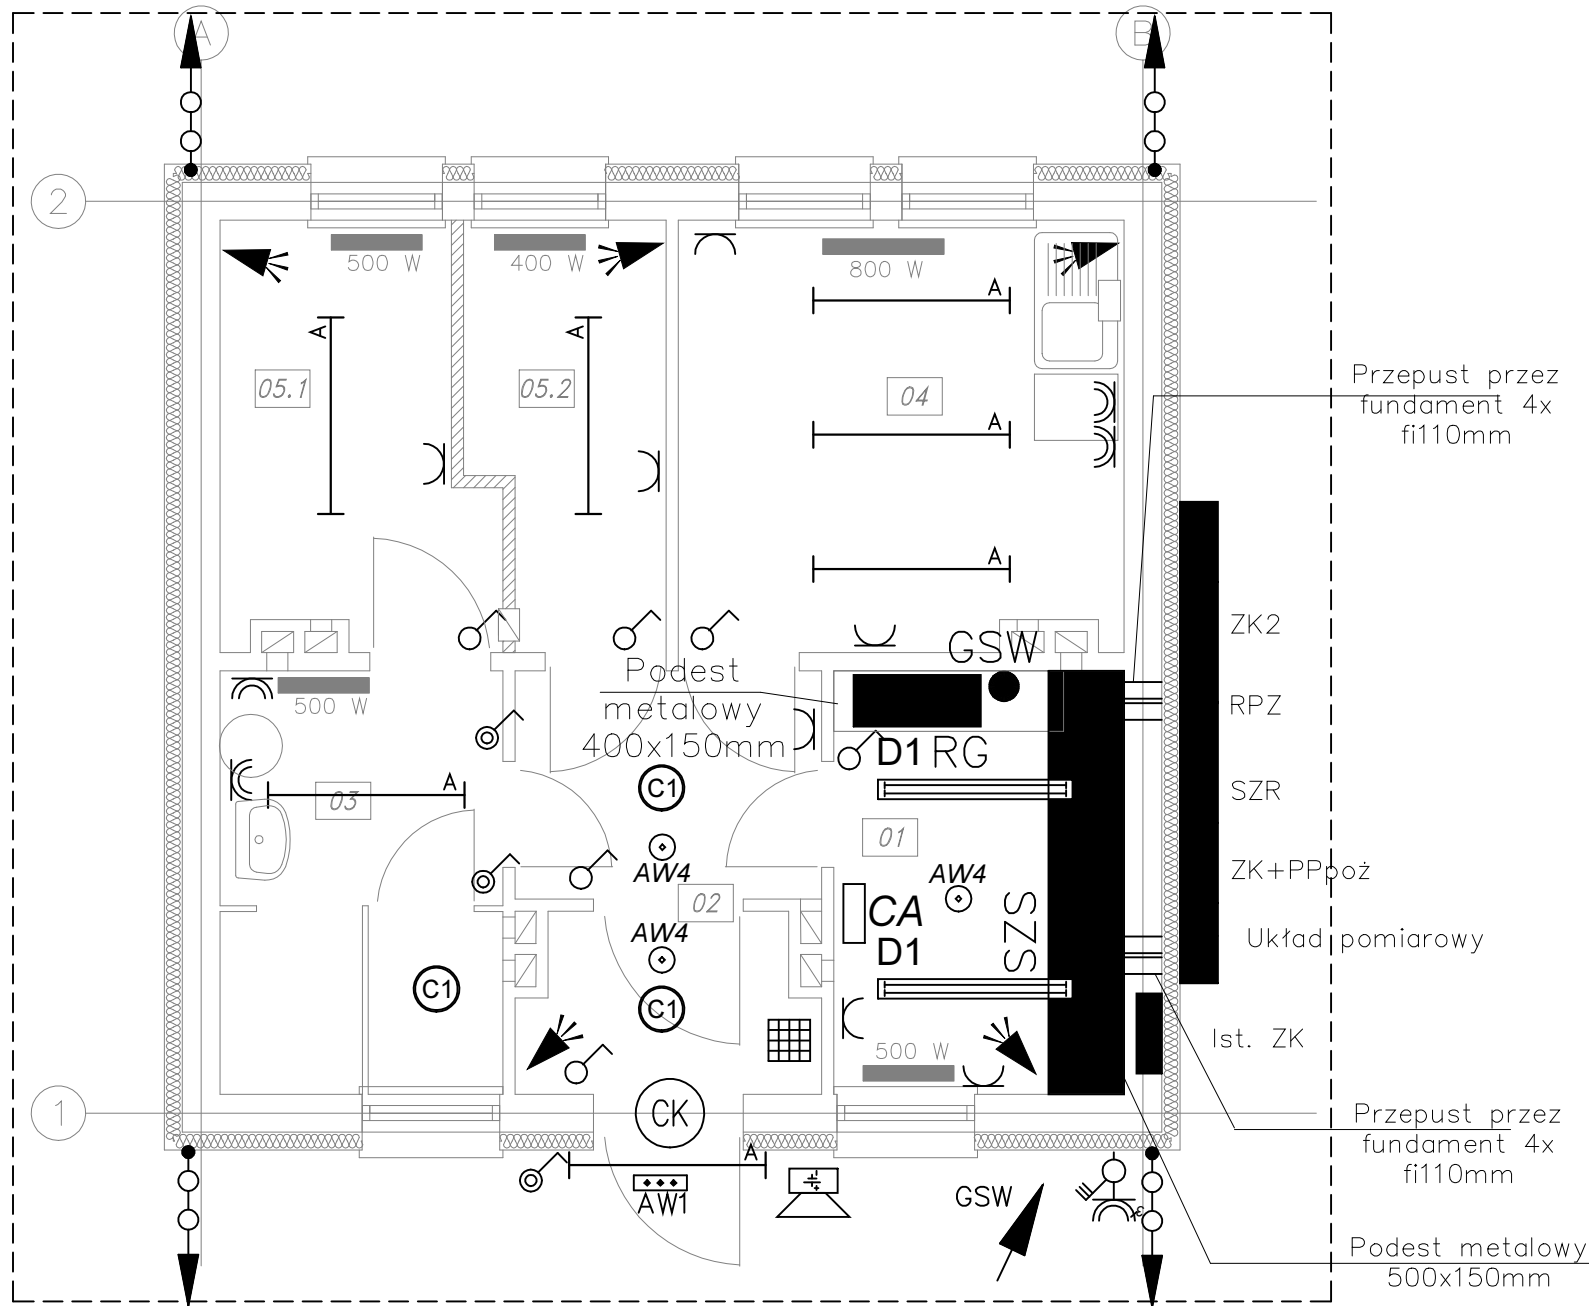 A
B
2
500 W
400 W
800 W
A
A
A
05.1
05.2
04
A
A
Przepust przez
fundament 4x
fi110mm
ZK2
GSW
Podest
metalowy
400x150mm
500 W
RPZ
D1 RG
C1
SZR
A
03
01
AW4
AW4
ZK+PPpoż
02
CA
AW4
D1
SZS
Układ pomiarowy
C1
C1
500 W
Ist. ZK
1
CK
Przepust przez
fundament 4x
fi110mm
A
AW1
GSW
Podest metalowy
500x150mm